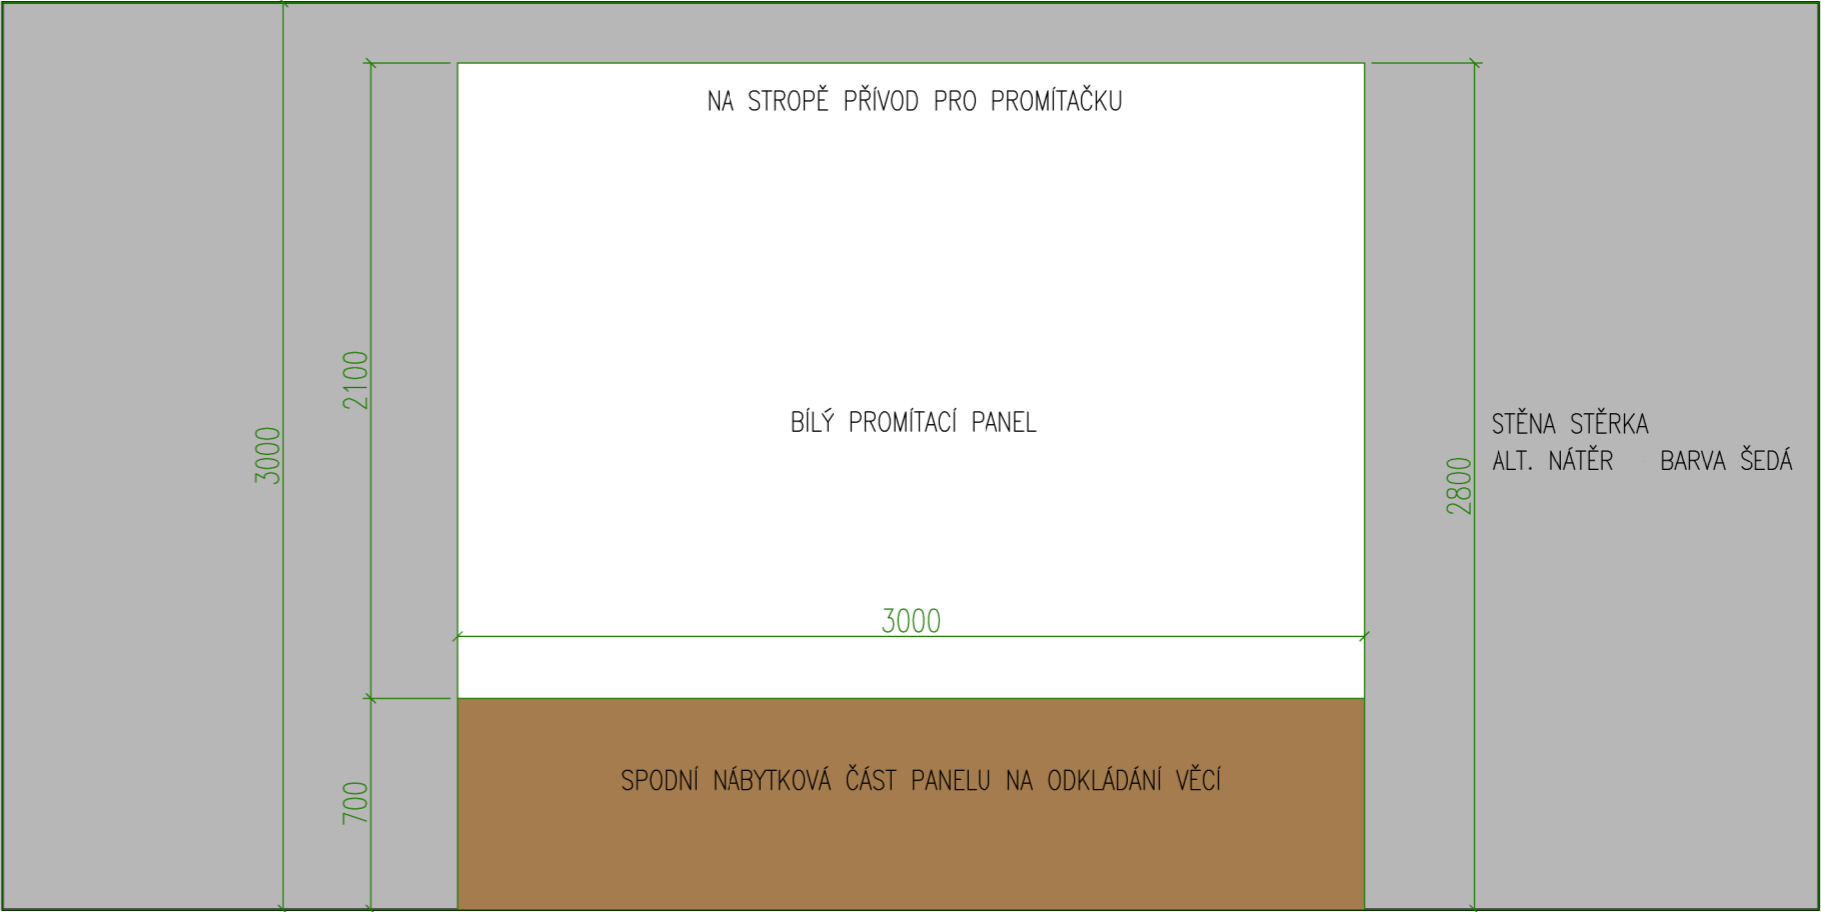 NA STROPĚ PŘÍVOD PRO PROMÍTAČKU
2100
BÍLÝ PROMÍTACÍ PANEL
STĚNA STĚRKA
ALT. NÁTĚR BARVA ŠEDÁ
3000
2800
3000
SPODNÍ NÁBYTKOVÁ ČÁST PANELU NA ODKLÁDÁNÍ VĚCÍ
700